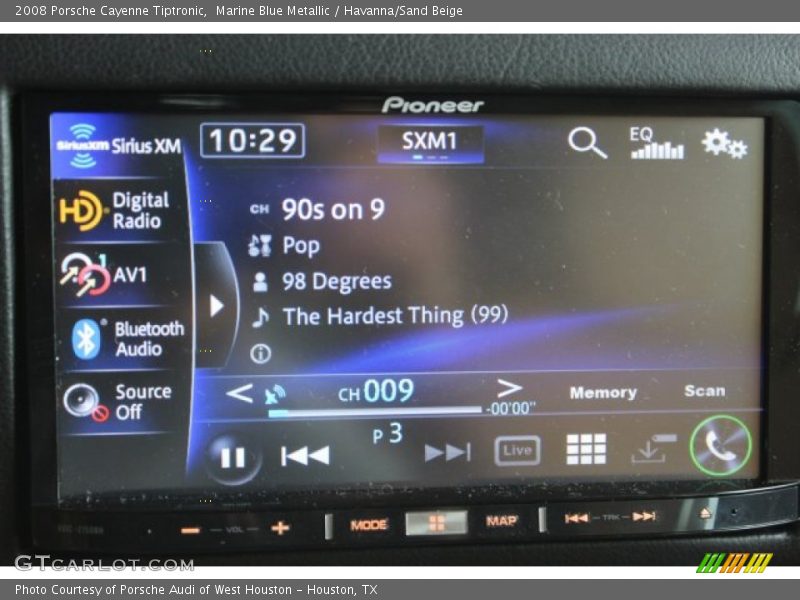 2008 Porsche Cayenne Tiptronic,  Marine Blue Metallic / Havanna/Sand Beige
Pioneer
SiriusXM Sirius XM
10:29
SXM1
EQ
HD Digital Radio
CH 90s on 9
Pop
1 AV1
98 Degrees
The Hardest Thing (99)
Bluetooth Audio
Source Off
CH 009
-00'00"
Memory
Scan
P 3
Live
VOL
MODE
MAP
TRK
GTCarLot.com
Photo Courtesy of Porsche Audi of West Houston - Houston, TX